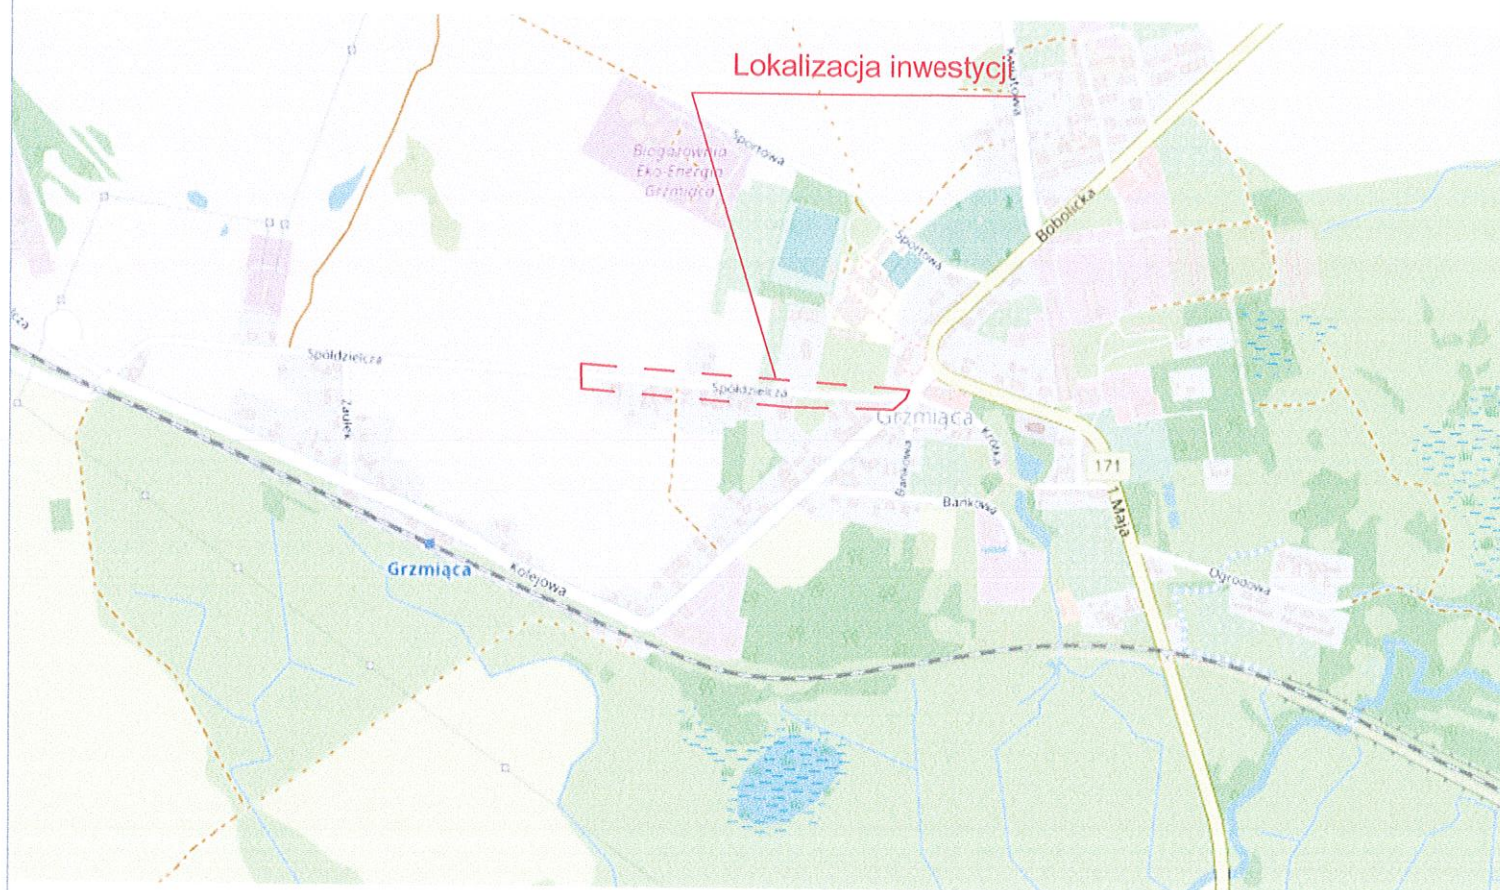 Lokalizacja inwestycji
Kwiatowa
Sportowa
Biogazownia
Eko-Energia
Grzmiąca
Bobolicka
Sportowa
Spółdzielcza
Zaułek
Spółdzielcza
Grzmiąca
Krótka
Bankowa
171
Bankowa
1 Maja
Grzmiąca
Kolejowa
Ogrodowa